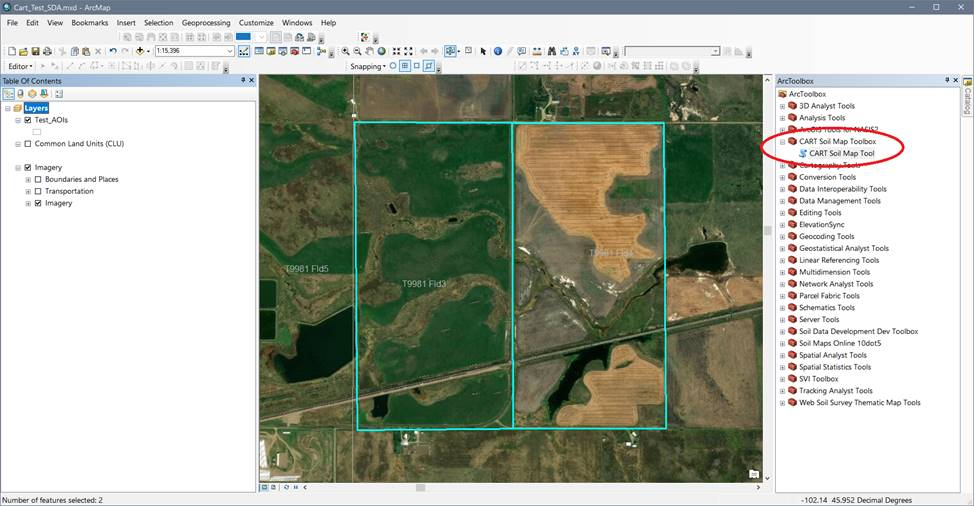 Cart_Test_SDA.mxd - ArcMap
File Edit View Bookmarks Insert Selection Geoprocessing Customize Windows Help
1:15,396
Editor
Snapping
Table Of Contents
Layers
Test_AOIs
Common Land Units (CLU)
Imagery
Boundaries and Places
Transportation
Imagery
T9981 Fld5
T9981 Fld3
ArcToolbox
ArcToolbox
3D Analyst Tools
Analysis Tools
ArcGIS Tools for NASIS2
CART Soil Map Toolbox
CART Soil Map Tool
Cartography Tools
Conversion Tools
Data Interoperability Tools
Data Management Tools
Editing Tools
ElevationSync
Geocoding Tools
Geostatistical Analyst Tools
Linear Referencing Tools
Multidimension Tools
Network Analyst Tools
Parcel Fabric Tools
Schematics Tools
Server Tools
Soil Data Development Dev Toolbox
Soil Maps Online 10dot5
Spatial Analyst Tools
Spatial Statistics Tools
SVI Toolbox
Tracking Analyst Tools
Web Soil Survey Thematic Map Tools
Catalog
Number of features selected: 2
-102.14 45.952 Decimal Degrees